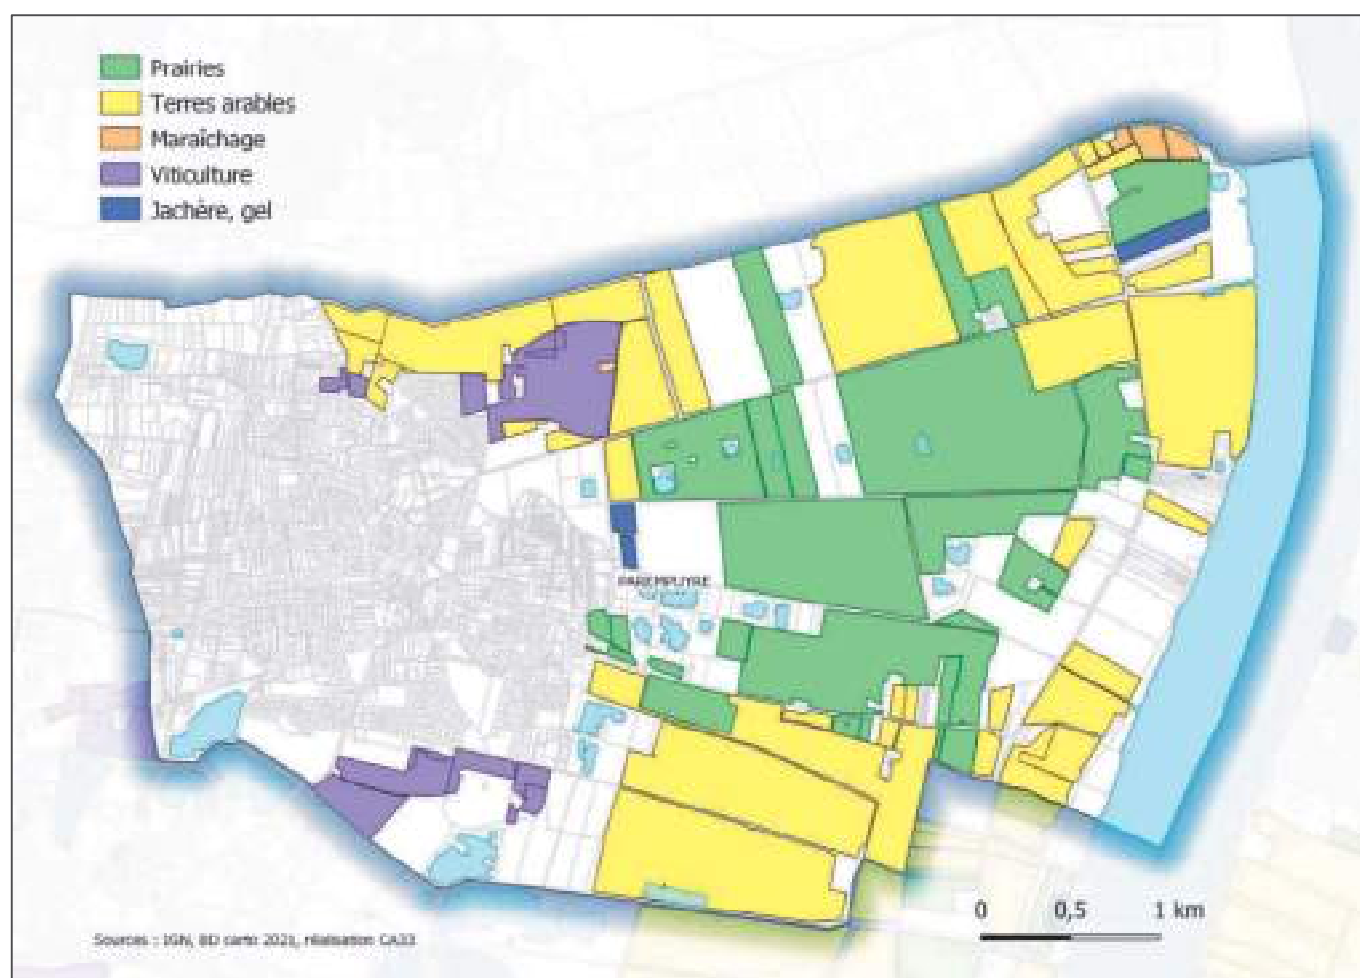 Prairies
Terres arables
Maraîchage
Viticulture
Jachère, gel
PAREMPUYRE
0 0,5 1 km
Sources : IGN, BD carto 2021, réalisation CA33